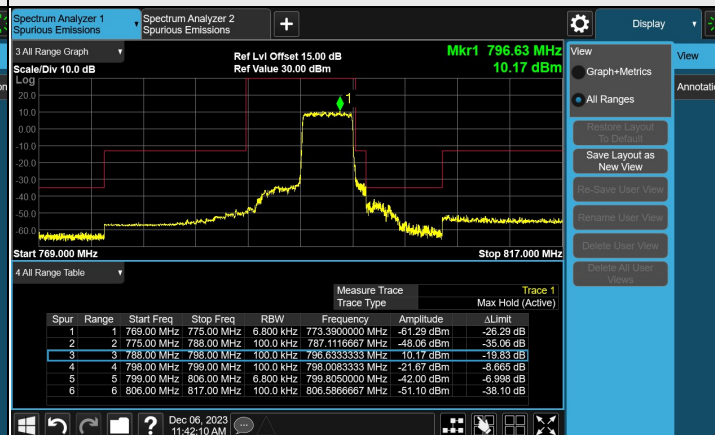 Spectrum Analyzer 1
Spurious Emissions
Spectrum Analyzer 2
Spurious Emissions
+
Display
3 All Range Graph
Scale/Div 10.0 dB
Ref Lvl Offset 15.00 dB
Ref Value 30.00 dBm
Mkr1 796.63 MHz
10.17 dBm
Log
20.0
10.0
0.00
-10.0
-20.0
-30.0
-40.0
-50.0
-60.0
1
Start 769.000 MHz
Stop 817.000 MHz
View
Graph+Metrics
All Ranges
Restore Layout
To Default
Save Layout as
New View
Re-Save User View
Rename User View
Delete User View
Delete All User
Views
View
Annotatio
4 All Range Table
Measure Trace Trace 1
Trace Type Max Hold (Active)
Spur Range Start Freq Stop Freq RBW Frequency Amplitude ΔLimit
1 1 769.00 MHz 775.00 MHz 6.800 kHz 773.3900000 MHz -61.29 dBm -26.29 dB
2 2 775.00 MHz 788.00 MHz 100.0 kHz 787.1116667 MHz -48.06 dBm -35.06 dB
3 3 788.00 MHz 798.00 MHz 100.0 kHz 796.6333333 MHz 10.17 dBm -19.83 dB
4 4 798.00 MHz 799.00 MHz 100.0 kHz 798.0083333 MHz -21.67 dBm -8.665 dB
5 5 799.00 MHz 806.00 MHz 6.800 kHz 799.8050000 MHz -42.00 dBm -6.998 dB
6 6 806.00 MHz 817.00 MHz 100.0 kHz 806.5866667 MHz -51.10 dBm -38.10 dB
?
Dec 06, 2023
11:42:10 AM